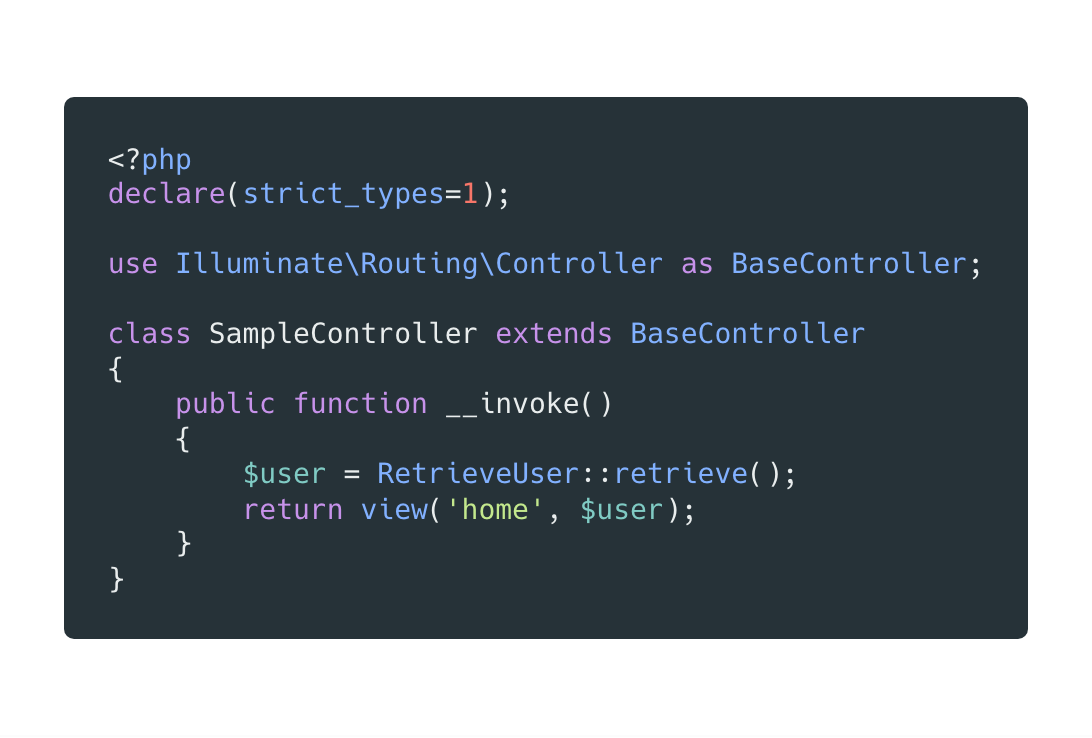 <?php
declare(strict_types=1);
use Illuminate\Routing\Controller as BaseController;
class SampleController extends BaseController
{
    public function __invoke()
    {
        $user = RetrieveUser::retrieve();
        return view('home', $user);
    }
}